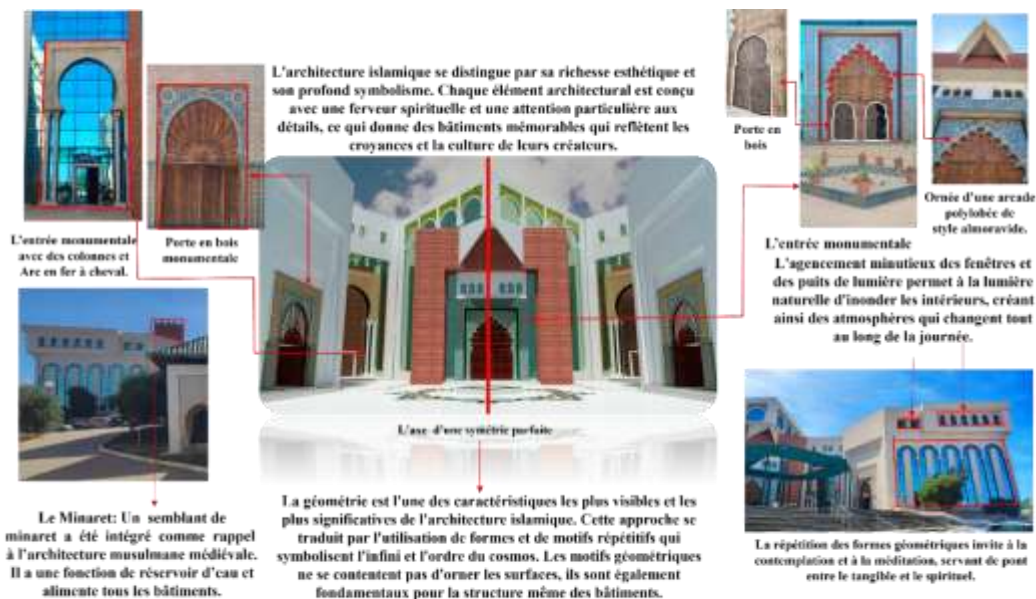 L'architecture islamique se distingue par sa richesse esthétique et
son profond symbolisme. Chaque élément architectural est conçu
avec une ferveur spirituelle et une attention particulière aux
détails, ce qui donne des bâtiments mémorables qui reflètent les
croyances et la culture de leurs créateurs.
L'entrée monumentale
avec des colonnes et
Arc en fer à cheval.
Porte en bois
monumentale
Porte en
bois
Ornée d'une arcade
polylobée de
style almoravide.
L'entrée monumentale
L'agencement minutieux des fenêtres et
des puits de lumière permet à la lumière
naturelle d'inonder les intérieurs, créant
ainsi des atmosphères qui changent tout
au long de la journée.
L'axe d'une symétrie parfaite
Le Minaret: Un semblant de
minaret a été intégré comme rappel
à l'architecture musulmane médiévale.
Il a une fonction de réservoir d'eau et
alimente tous les bâtiments.
La géométrie est l'une des caractéristiques les plus visibles et les
plus significatives de l'architecture islamique. Cette approche se
traduit par l'utilisation de formes et de motifs répétitifs qui
symbolisent l'infini et l'ordre du cosmos. Les motifs géométriques
ne se contentent pas d'orner les surfaces, ils sont également
fondamentaux pour la structure même des bâtiments.
La répétition des formes géométriques invite à la
contemplation et à la méditation, servant de pont
entre le tangible et le spirituel.